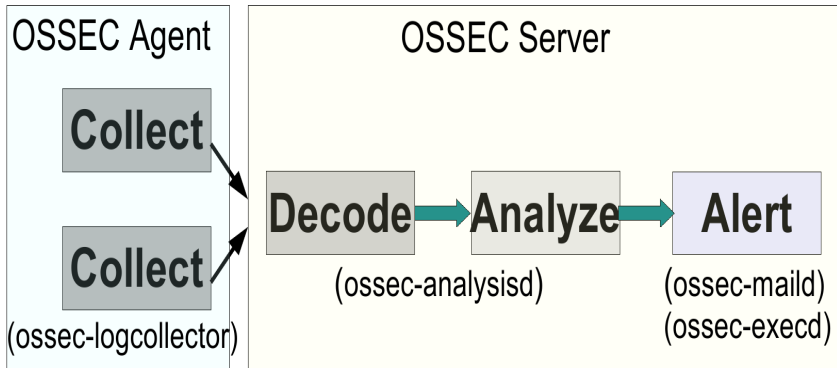 OSSEC Agent
Collect
Collect
(ossec-logcollector)
OSSEC Server
Decode
Analyze
Alert
(ossec-analysisd)
(ossec-maild)
(ossec-execd)